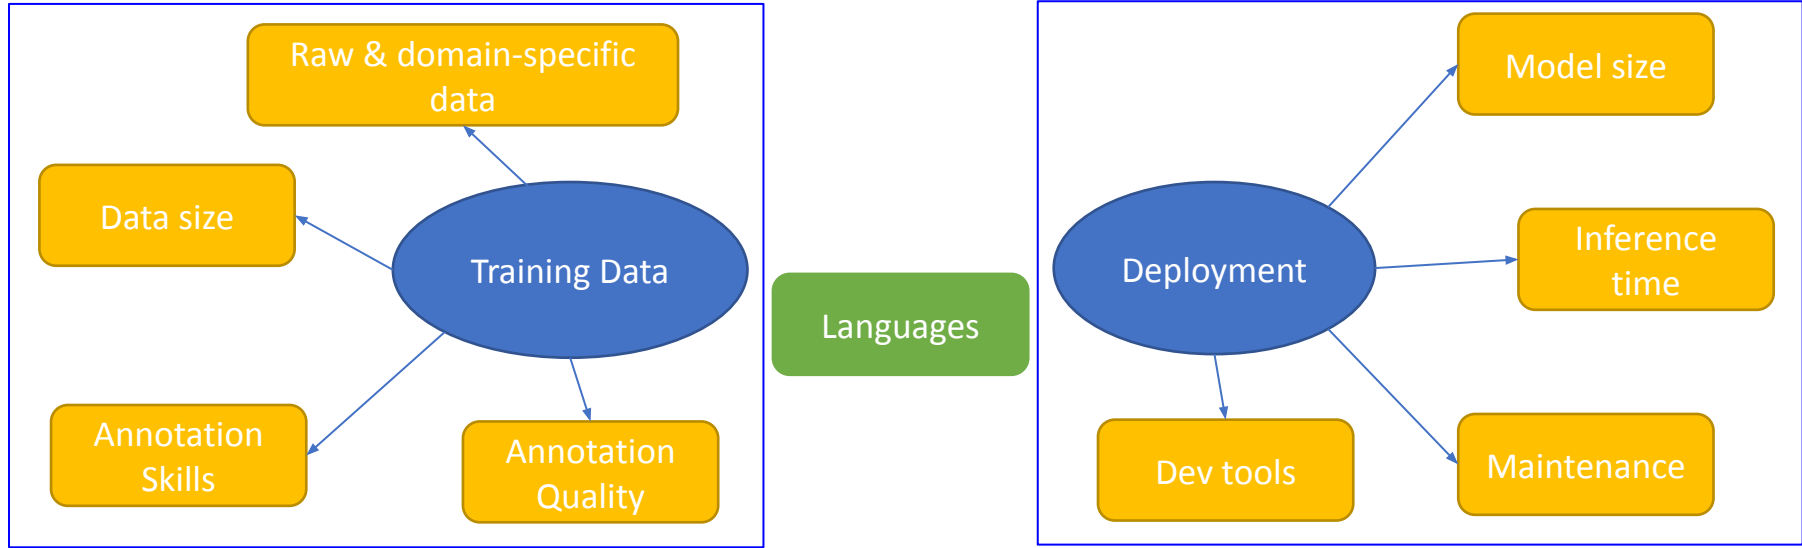 Raw & domain-specific
data
Data size
Training Data
Annotation
Skills
Annotation
Quality
Languages
Model size
Deployment
Inference
time
Dev tools
Maintenance